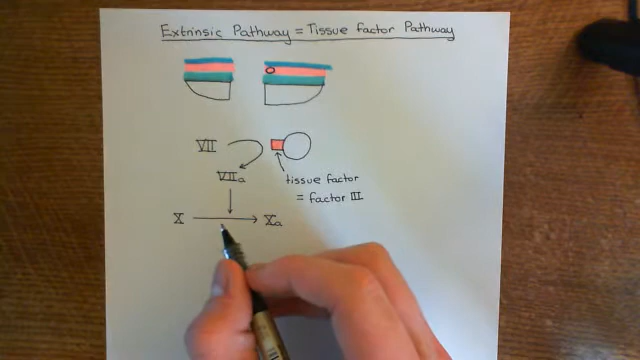 Extrinsic Pathway = Tissue factor Pathway
VII
VIIa
tissue factor
= factor III
X
Xa